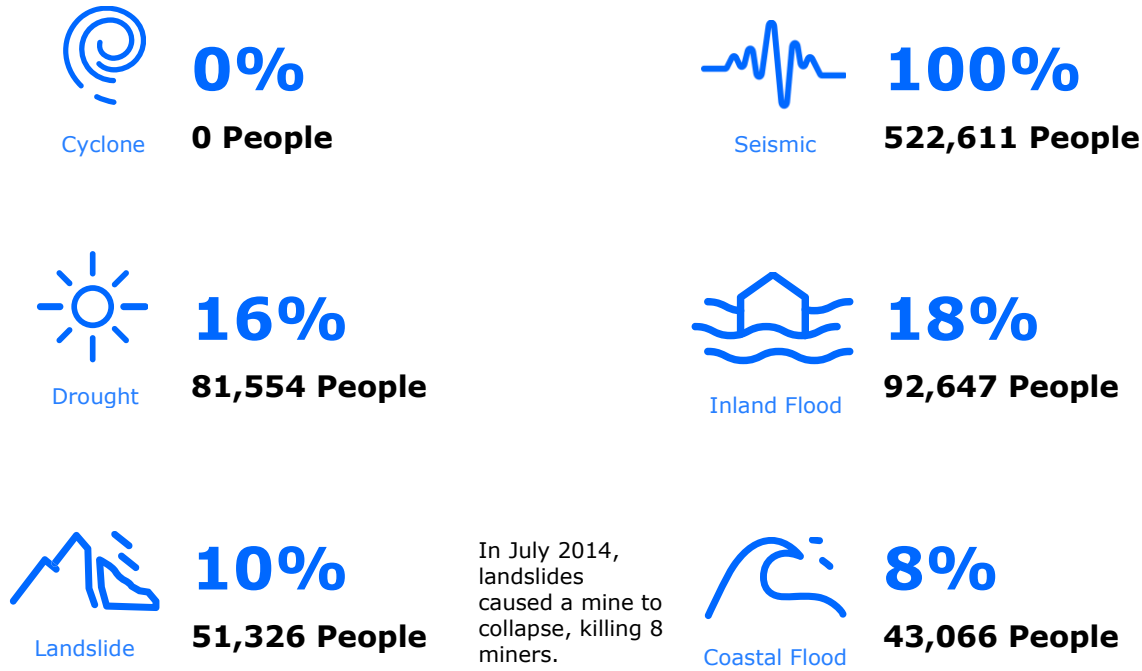 0%
0 People
Cyclone
100%
522,611 People
Seismic
16%
81,554 People
Drought
18%
92,647 People
Inland Flood
10%
51,326 People
Landslide
In July 2014,
landslides
caused a mine to
collapse, killing 8
miners.
8%
43,066 People
Coastal Flood